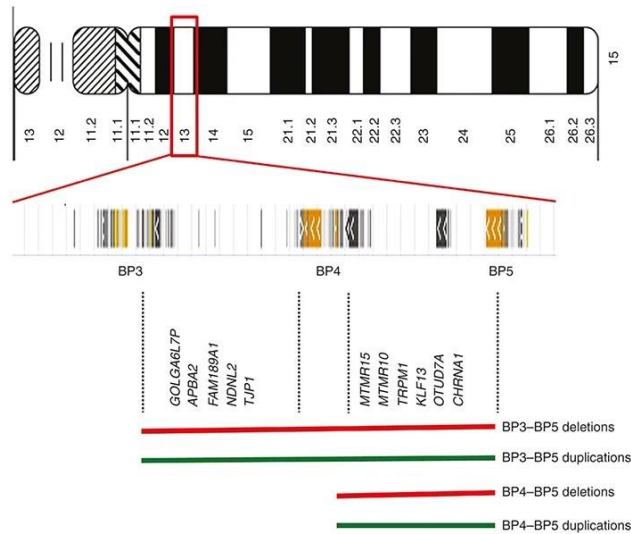 15
13
12
11.2
11.1
11.1
11.2
12
13
14
15
21.1
21.2
21.3
22.1
22.2
22.3
23
24
25
26.1
26.2
26.3
BP3
BP4
BP5
GOLGA6L7P
APBA2
FAM189A1
NDNL2
TJP1
MTMR15
MTMR10
TRPM1
KLF13
OTUD7A
CHRNA1
BP3–BP5 deletions
BP3–BP5 duplications
BP4–BP5 deletions
BP4–BP5 duplications